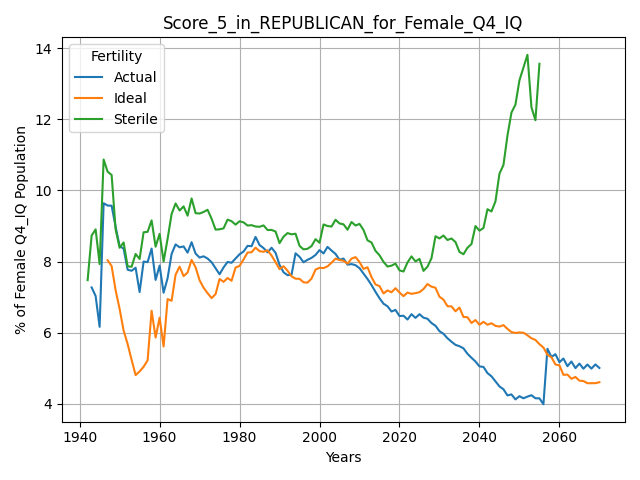 Score_5_in_REPUBLICAN_for_Female_Q4_IQ
% of Female Q4_IQ Population
14
12
10
8
6
4
Fertility
Actual
Ideal
Sterile
1940 1960 1980 2000 2020 2040 2060
Years